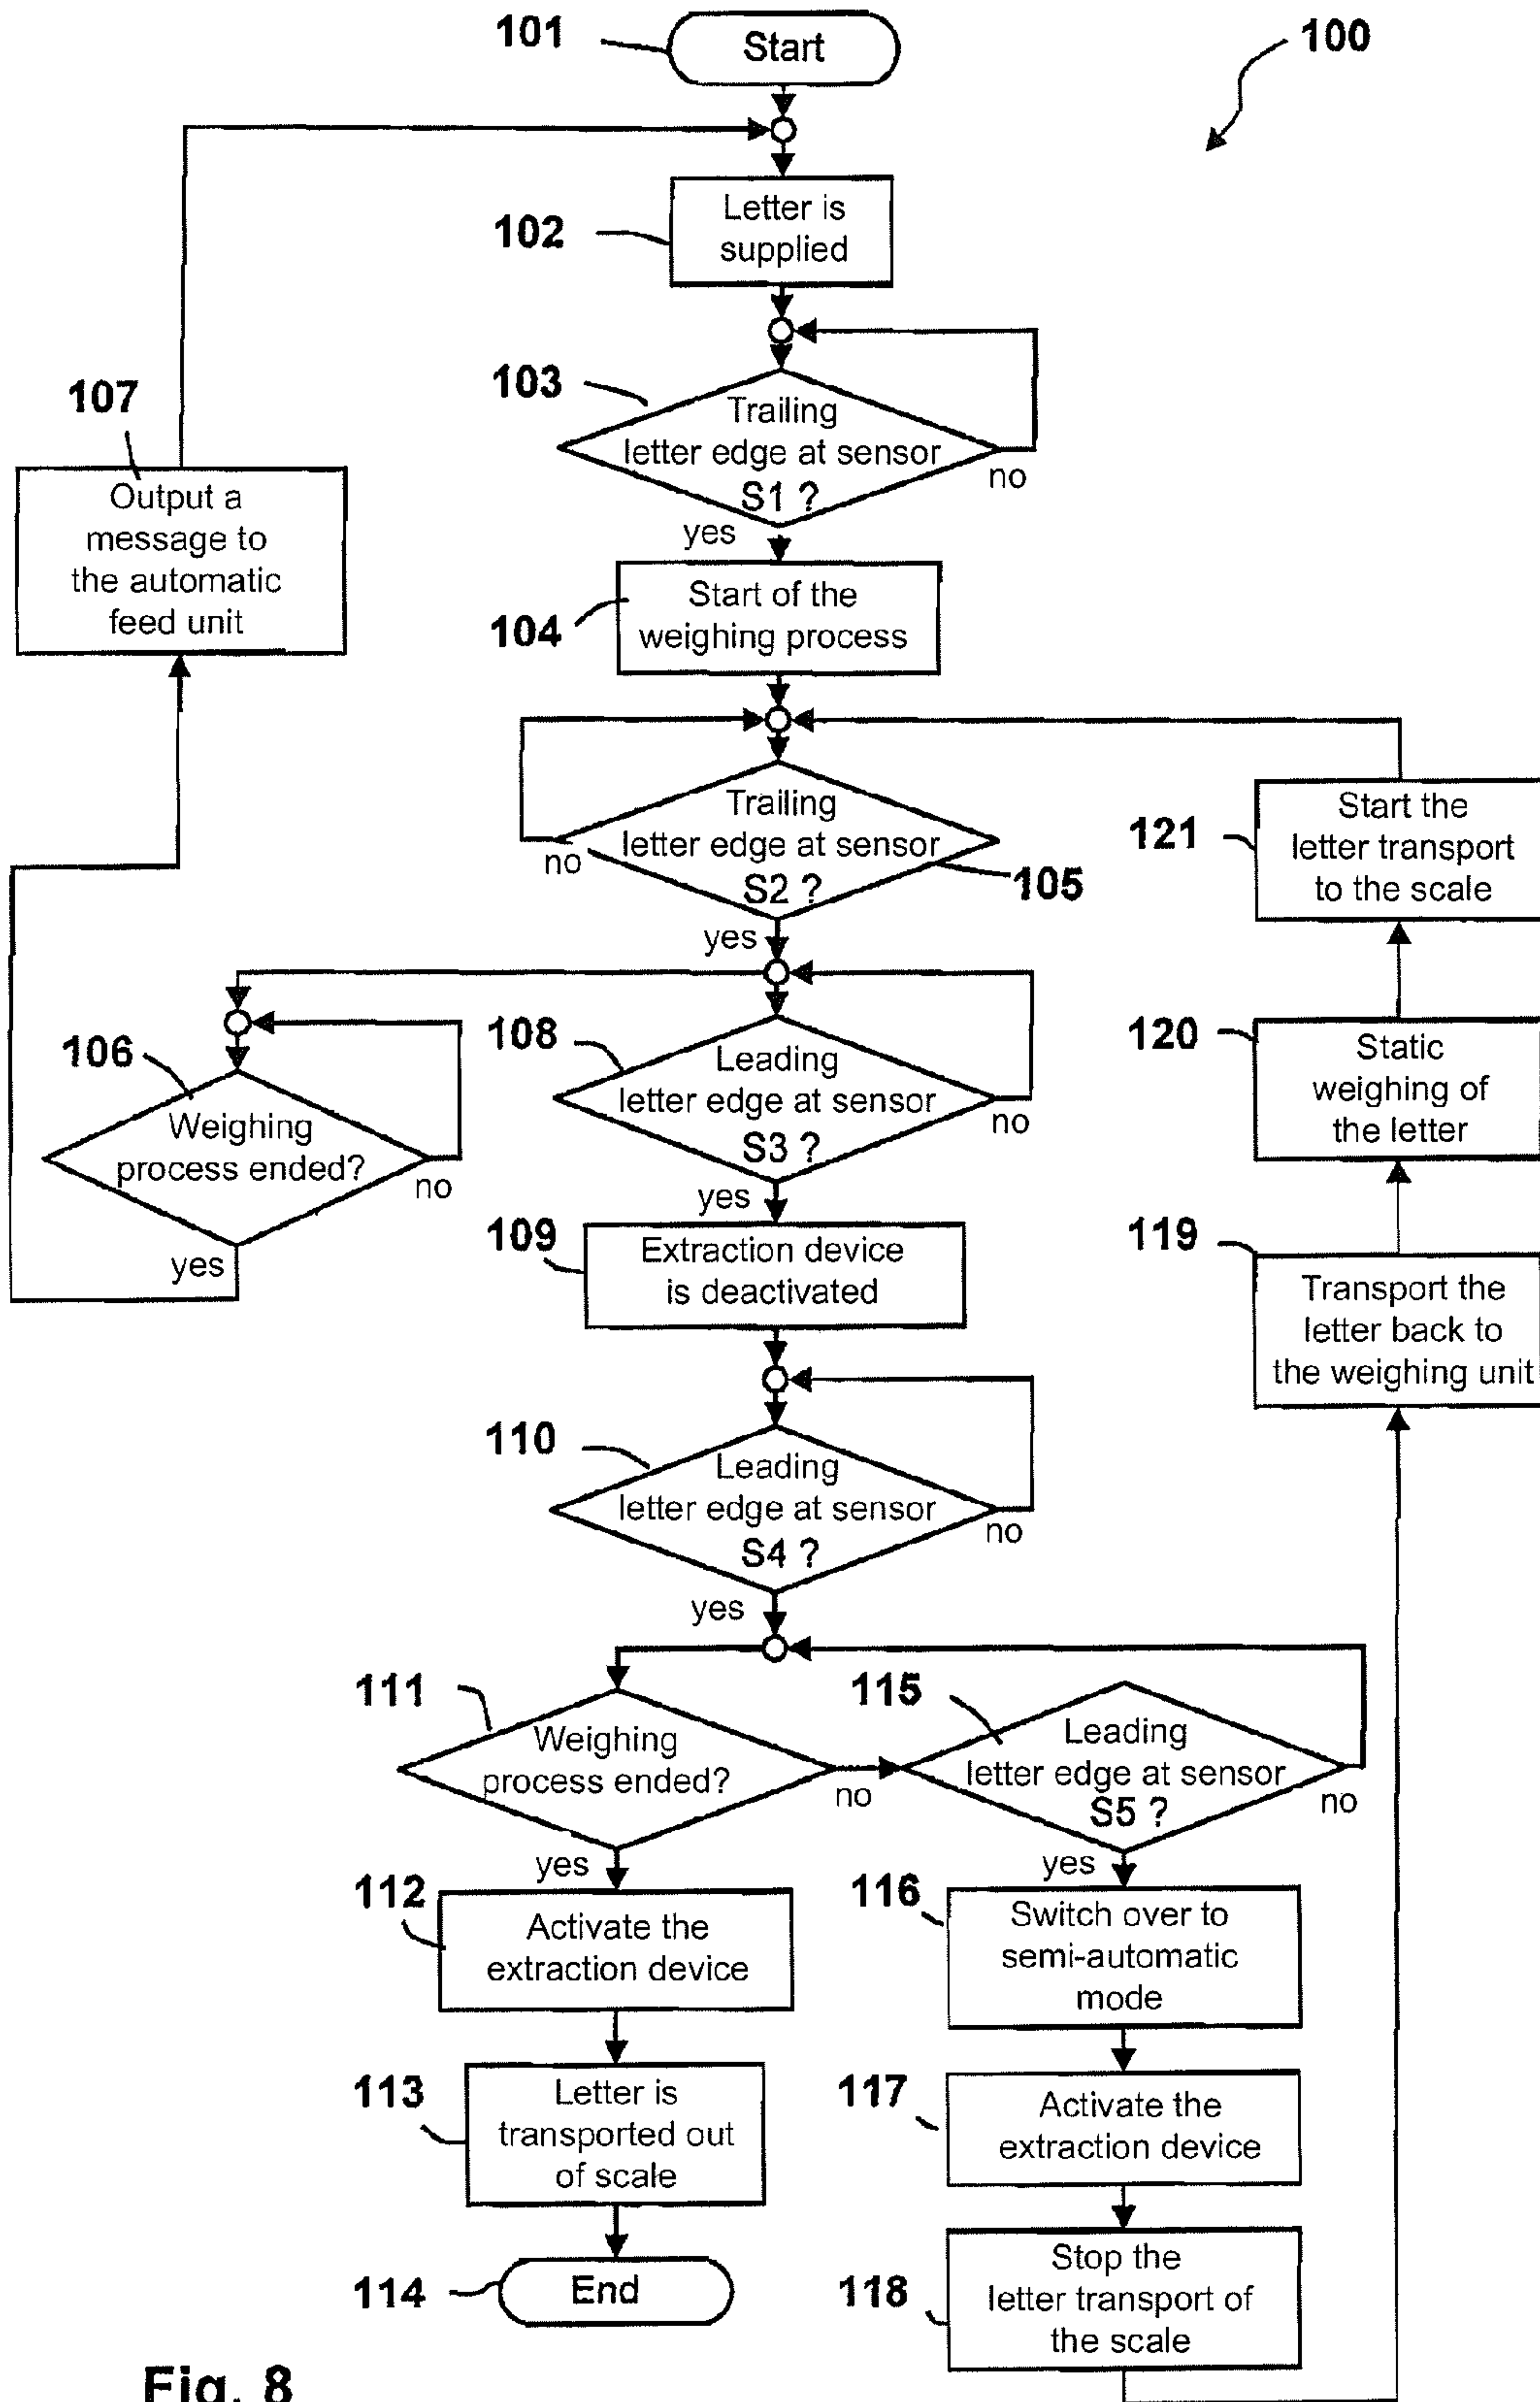 101
Start
100
102
Letter is
supplied
103
Trailing
letter edge at sensor
S1 ?
no
yes
107
Output a
message to
the automatic
feed unit
104
Start of the
weighing process
Trailing
letter edge at sensor
S2 ?
no
105
yes
121
Start the
letter transport
to the scale
106
Weighing
process ended?
no
yes
108
Leading
letter edge at sensor
S3 ?
no
yes
120
Static
weighing of
the letter
109
Extraction device
is deactivated
119
Transport the
letter back to
the weighing unit
110
Leading
letter edge at sensor
S4 ?
no
yes
111
Weighing
process ended?
no
yes
115
Leading
letter edge at sensor
S5 ?
no
yes
112
Activate the
extraction device
116
Switch over to
semi-automatic
mode
113
Letter is
transported out
of scale
117
Activate the
extraction device
114
End
118
Stop the
letter transport of
the scale
Fig. 8